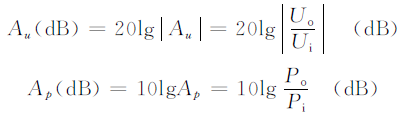 A_u(dB) = 20lg|A_u| = 20lg|U_o/U_i| (dB)
A_p(dB) = 10lgA_p = 10lg P_o/P_i (dB)